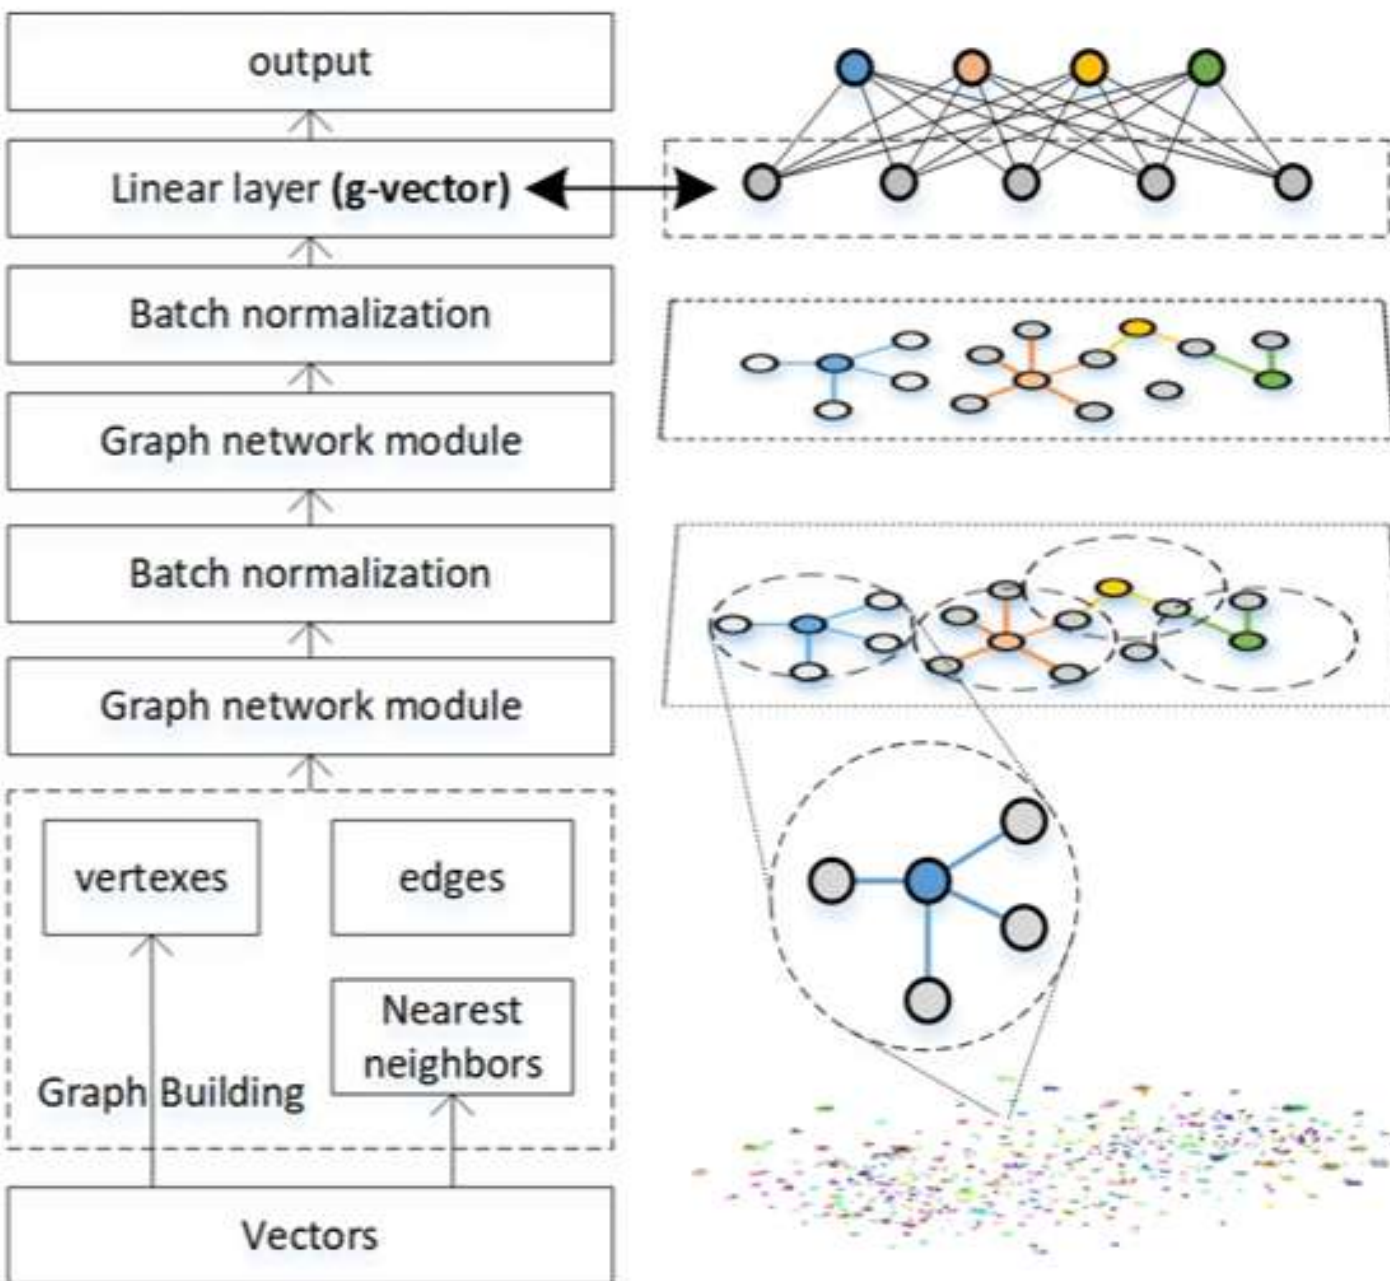 output
Linear layer (g-vector)
Batch normalization
Graph network module
Batch normalization
Graph network module
vertexes
edges
Nearest
neighbors
Graph Building
Vectors